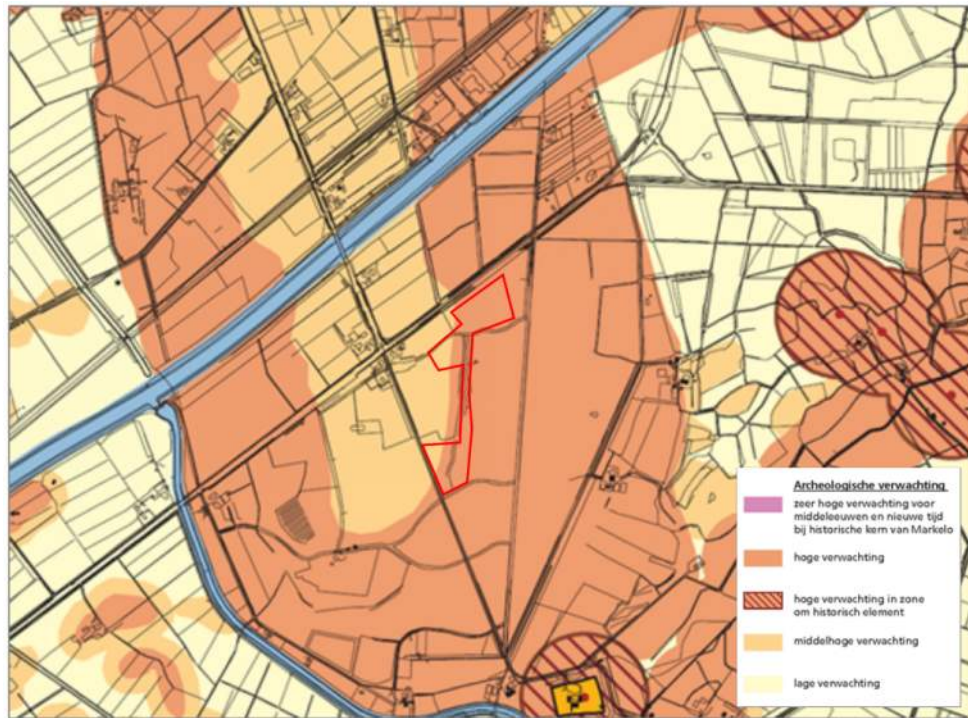 Archeologische verwachting
zeer hoge verwachting voor
middeleeuwen en nieuwe tijd
bij historische kern van Markelo
hoge verwachting
hoge verwachting in zone
om historisch element
middelhoge verwachting
lage verwachting